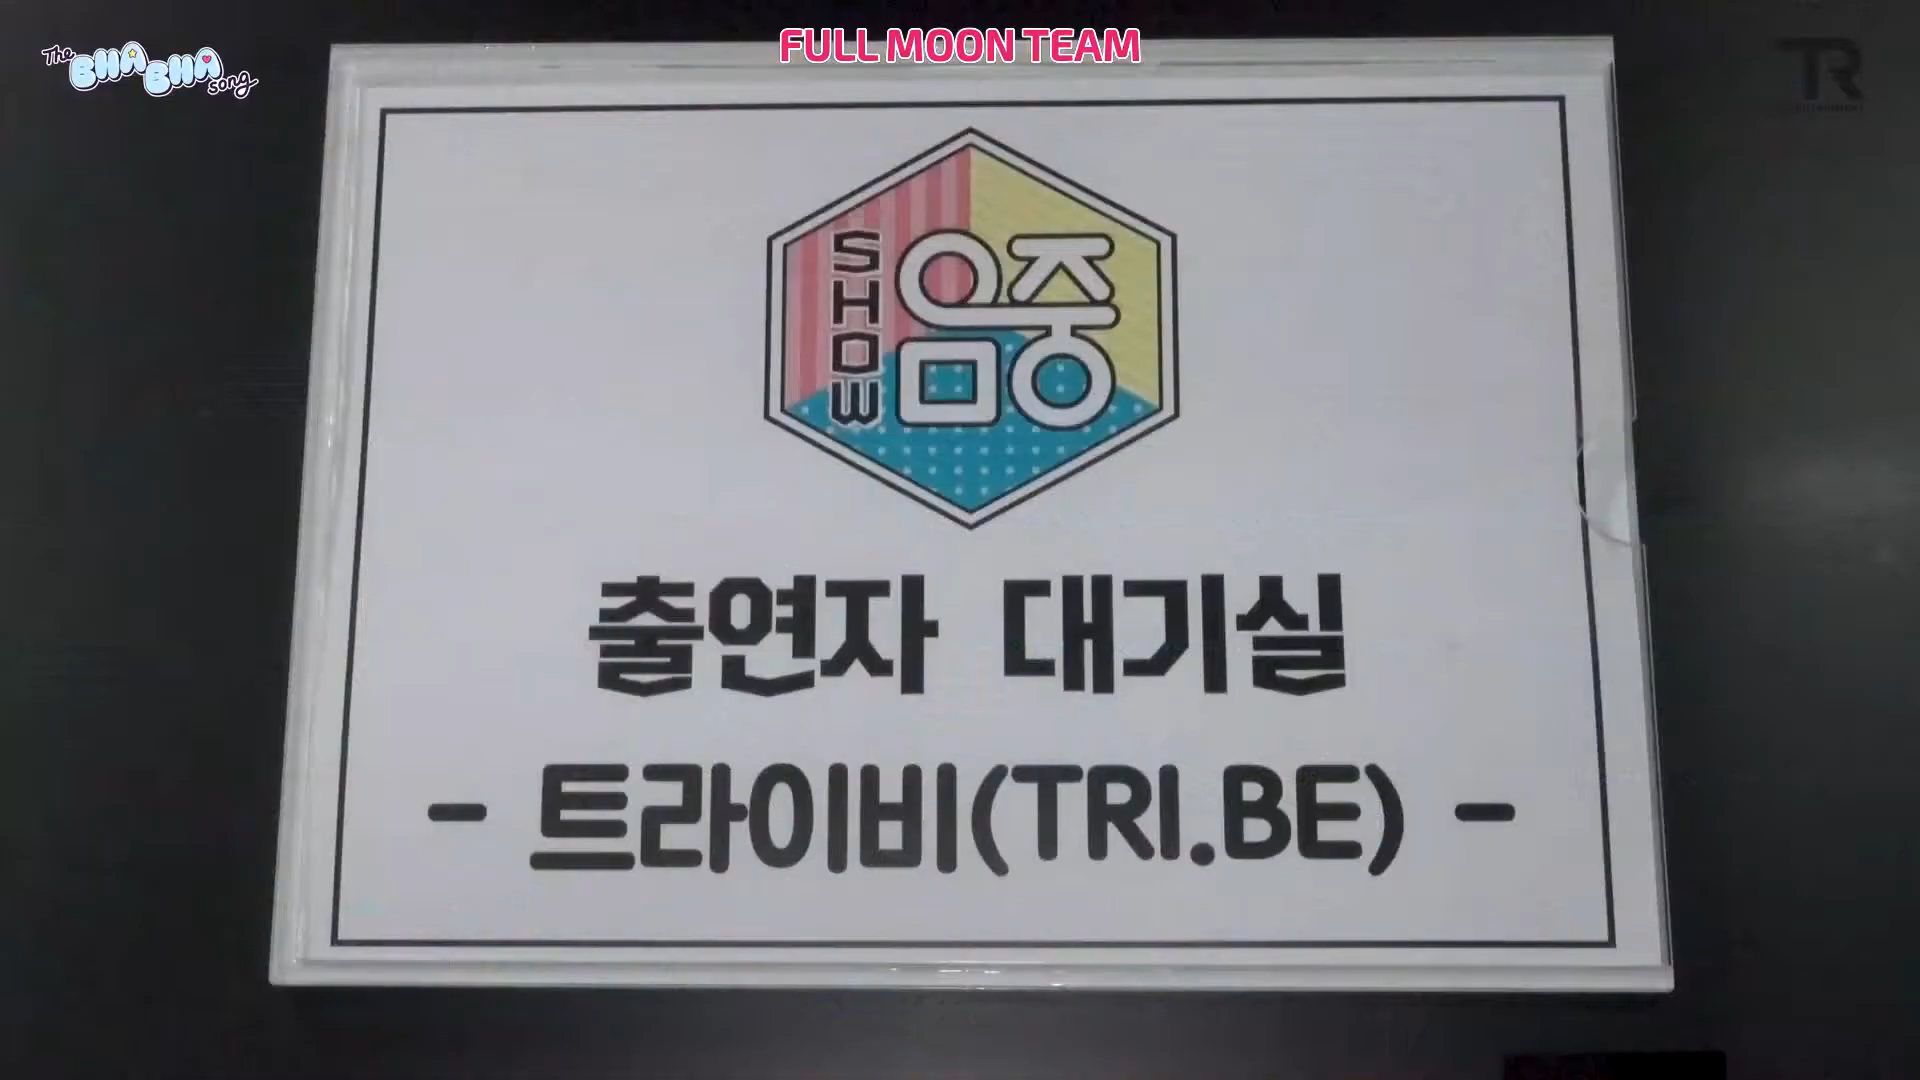 The BHA BHA song
FULL MOON TEAM
TR
SHOW
음중
출연자 대기실
- 트라이비(TRI.BE) -